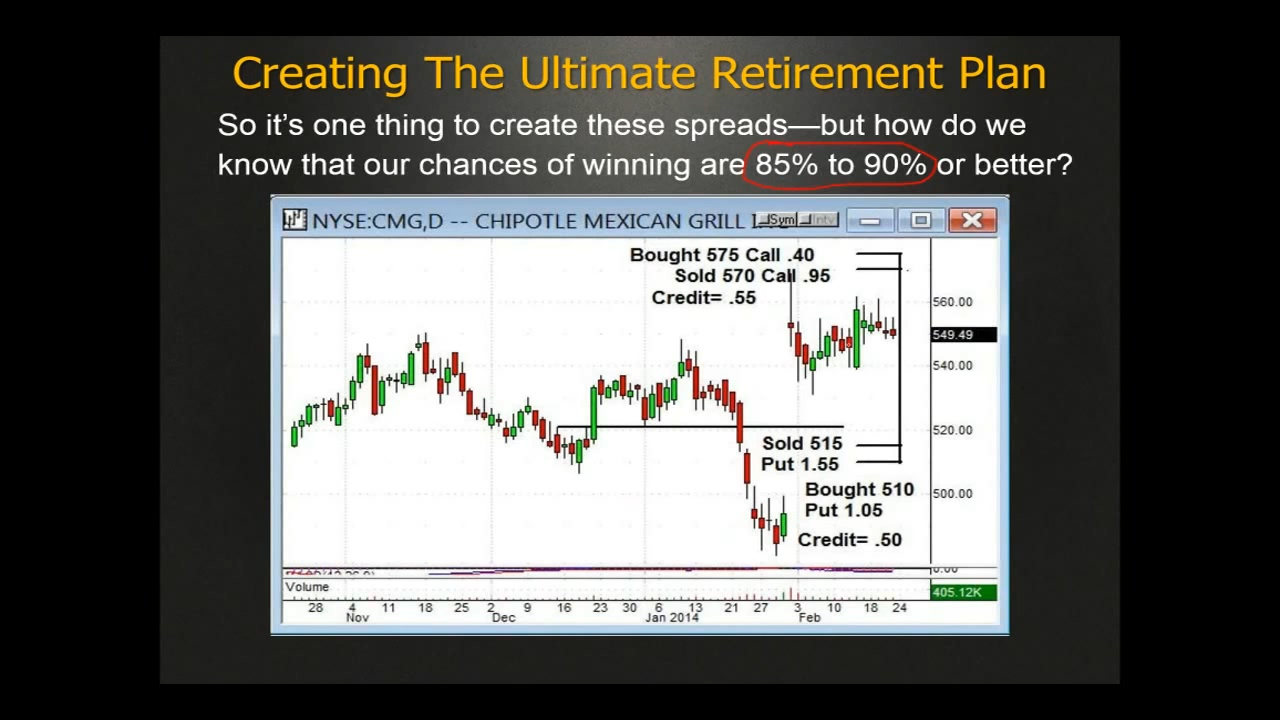 Creating The Ultimate Retirement Plan
So it's one thing to create these spreads—but how do we
know that our chances of winning are 85% to 90% or better?
NYSE:CMG,D -- CHIPOTLE MEXICAN GRILL
Sym
Intv
Bought 575 Call .40
Sold 570 Call .95
Credit= .55
560.00
549.49
540.00
520.00
Sold 515
Put 1.55
500.00
Bought 510
Put 1.05
Credit= .50
0.00
Volume
405.12K
28 4 11 18 25 2 9 16 23 30 6 13 21 27 3 10 18 24
Nov Dec Jan 2014 Feb